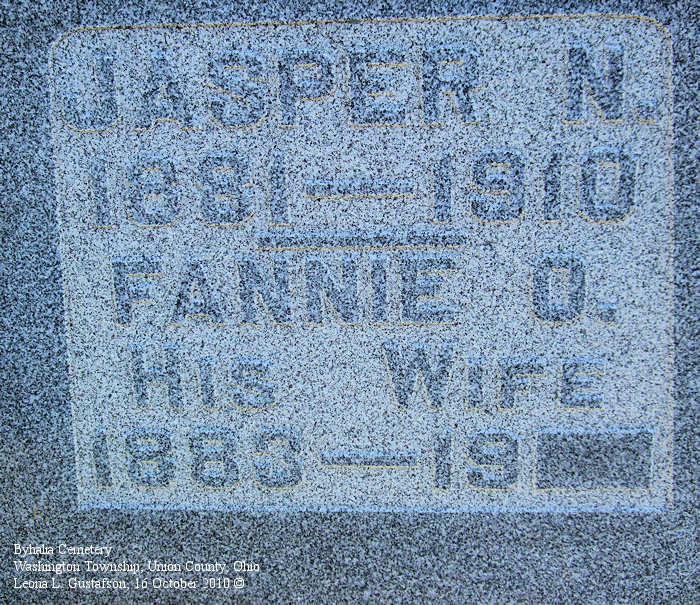 JASPER N.
1881 — 1910
FANNIE O.
HIS WIFE
1883 — 19
Byhalia Cemetery
Washington Township, Union County, Ohio
Leona L. Gustafson, 16 October 2010 ©